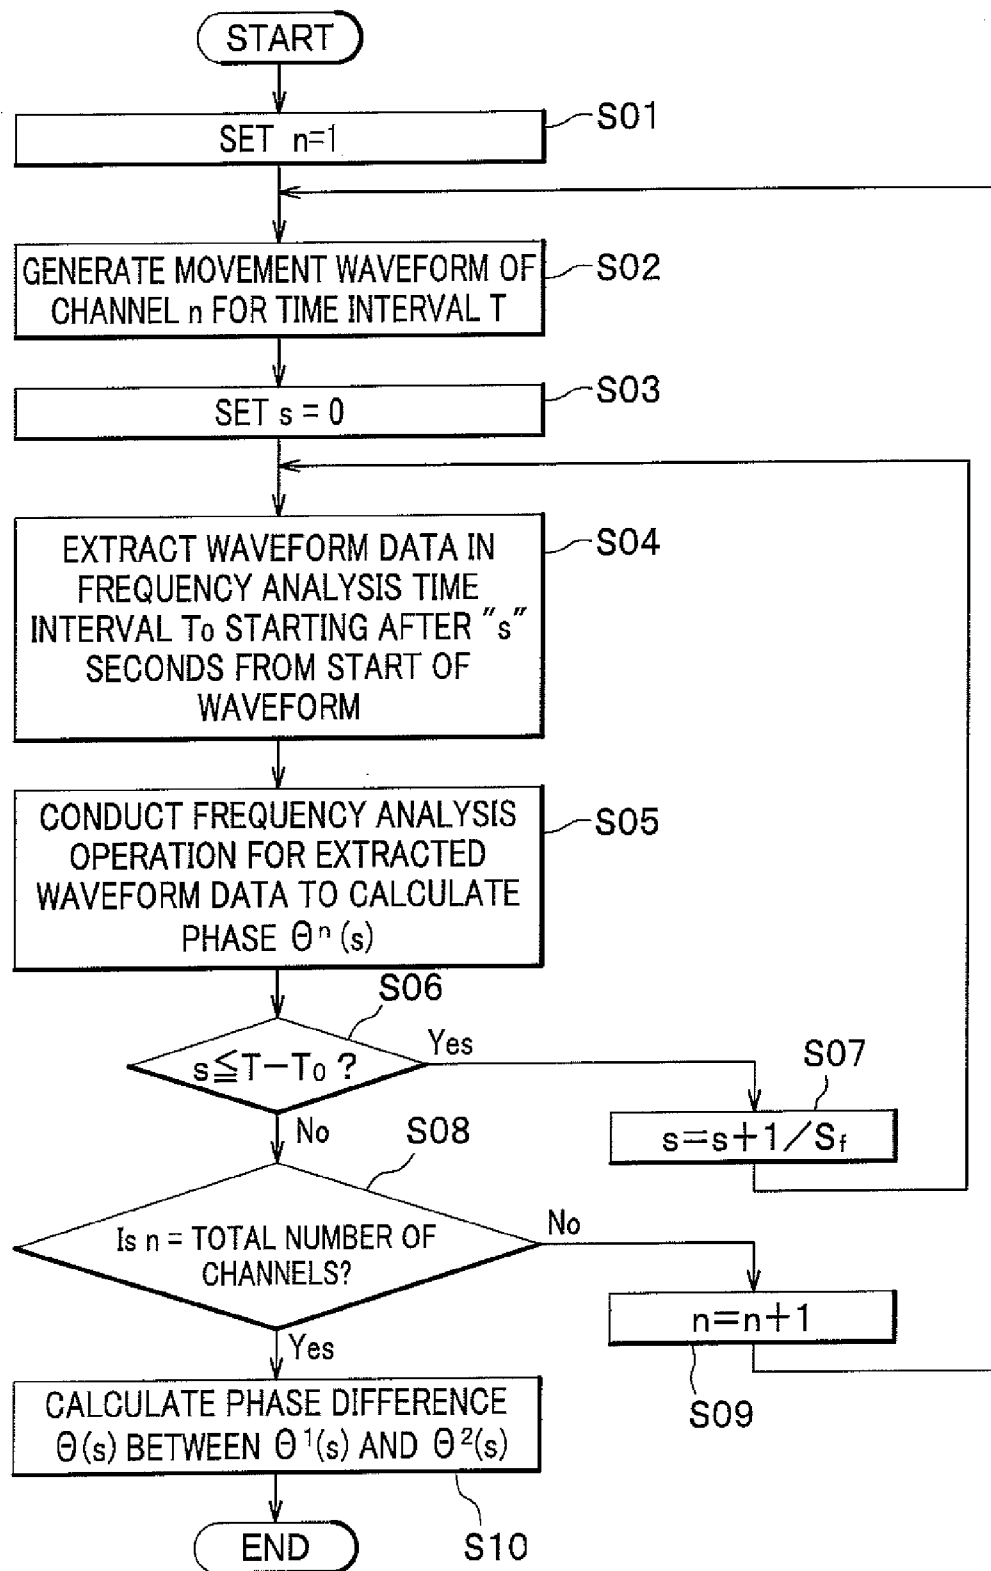 START
SET n=1
S01
GENERATE MOVEMENT WAVEFORM OF
CHANNEL n FOR TIME INTERVAL T
S02
SET s = 0
S03
EXTRACT WAVEFORM DATA IN
FREQUENCY ANALYSIS TIME
INTERVAL T₀ STARTING AFTER "s"
SECONDS FROM START OF
WAVEFORM
S04
CONDUCT FREQUENCY ANALYSIS
OPERATION FOR EXTRACTED
WAVEFORM DATA TO CALCULATE
PHASE Θⁿ(s)
S05
S06
s≦T−T₀ ?
Yes
No
S07
s=s+1/S_f
S08
Is n = TOTAL NUMBER OF
CHANNELS?
No
Yes
n=n+1
S09
CALCULATE PHASE DIFFERENCE
Θ(s) BETWEEN Θ¹(s) AND Θ²(s)
S10
END